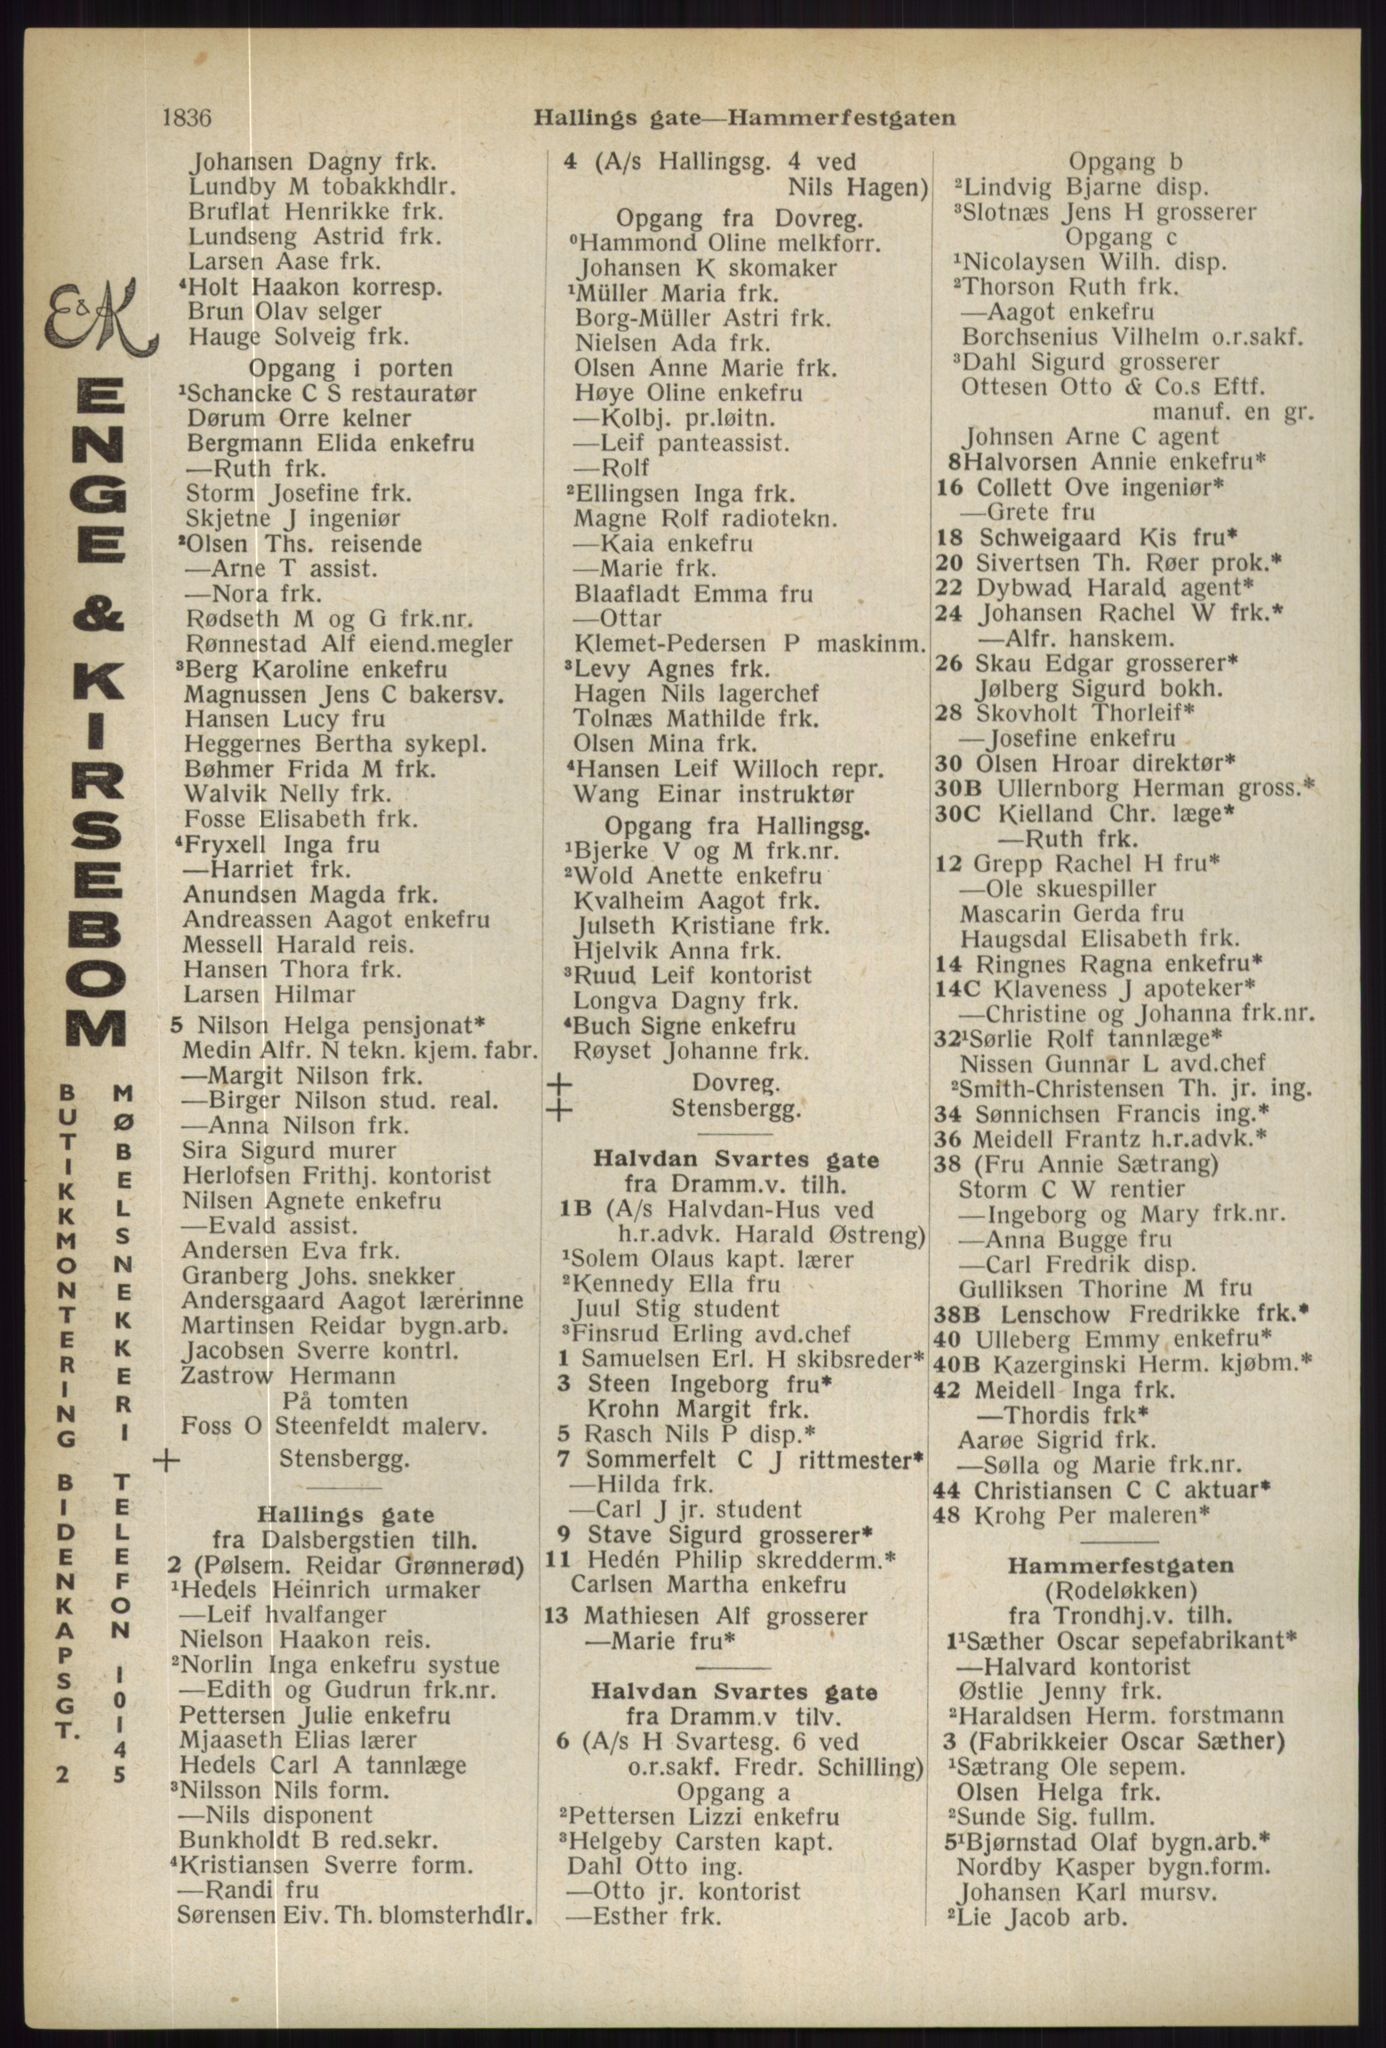 1836
Hallings gate—Hammerfestgaten
Johansen Dagny frk.
Lundby M tobakkhdlr.
Bruflat Henrikke frk.
Lundseng Astrid frk.
Larsen Aase frk.
⁴Holt Haakon korresp.
Brun Olav selger
Hauge Solveig frk.
Opgang i porten
¹Schancke C S restauratør
Dørum Orre kelner
Bergmann Elida enkefru
—Ruth frk.
Storm Josefine frk.
Skjetne J ingeniør
²Olsen Ths. reisende
—Arne T assist.
—Nora frk.
Rødseth M og G frk.nr.
Rønnestad Alf eiend.megler
³Berg Karoline enkefru
Magnussen Jens C bakersv.
Hansen Lucy fru
Heggernes Bertha sykepl.
Bøhmer Frida M frk.
Walvik Nelly frk.
Fosse Elisabeth frk.
⁴Fryxell Inga fru
—Harriet frk.
Anundsen Magda frk.
Andreassen Aagot enkefru
Messell Harald reis.
Hansen Thora frk.
Larsen Hilmar
5 Nilson Helga pensjonat*
Medin Alfr. N tekn. kjem. fabr.
—Margit Nilson frk.
—Birger Nilson stud. real.
—Anna Nilson frk.
Sira Sigurd murer
Herlofsen Frithj. kontorist
Nilsen Agnete enkefru
—Evald assist.
Andersen Eva frk.
Granberg Johs. snekker
Andersgaard Aagot lærerinne
Martinsen Reidar bygn.arb.
Jacobsen Sverre kontrl.
Zastrow Hermann
På tomten
Foss O Steenfeldt malerv.
+ Stensbergg.
Hallings gate
fra Dalsbergstien tilh.
2 (Pølsem. Reidar Grønnerød)
¹Hedels Heinrich urmaker
—Leif hvalfanger
Nielson Haakon reis.
²Norlin Inga enkefru systue
—Edith og Gudrun frk.nr.
Pettersen Julie enkefru
Mjaaseth Elias lærer
Hedels Carl A tannlæge
³Nilsson Nils form.
—Nils disponent
Bunkholdt B red.sekr.
⁴Kristiansen Sverre form.
—Randi fru
Sørensen Eiv. Th. blomsterhdlr.
4 (A/s Hallingsg. 4 ved
Nils Hagen)
Opgang fra Dovreg.
⁰Hammond Oline melkforr.
Johansen K skomaker
¹Müller Maria frk.
Borg-Müller Astri frk.
Nielsen Ada frk.
Olsen Anne Marie frk.
Høye Oline enkefru
—Kolbj. pr.løitn.
—Leif panteassist.
—Rolf
²Ellingsen Inga frk.
Magne Rolf radiotekn.
—Kaia enkefru
—Marie frk.
Blaafladt Emma fru
—Ottar
Klemet-Pedersen P maskinm.
³Levy Agnes frk.
Hagen Nils lagerchef
Tolnæs Mathilde frk.
Olsen Mina frk.
⁴Hansen Leif Willoch repr.
Wang Einar instruktør
Opgang fra Hallingsg.
¹Bjerke V og M frk.nr.
²Wold Anette enkefru
Kvalheim Aagot frk.
Julseth Kristiane frk.
Hjelvik Anna frk.
³Ruud Leif kontorist
Longva Dagny frk.
⁴Buch Signe enkefru
Røyset Johanne frk.
+ Dovreg.
+ Stensbergg.
Halvdan Svartes gate
fra Dramm.v. tilh.
1B (A/s Halvdan-Hus ved
h.r.advk. Harald Østreng)
¹Solem Olaus kapt. lærer
²Kennedy Ella fru
Juul Stig student
³Finsrud Erling avd.chef
1 Samuelsen Erl. H skibsreder*
3 Steen Ingeborg fru*
Krohn Margit frk.
5 Rasch Nils P disp.*
7 Sommerfelt C J rittmester*
—Hilda frk.
—Carl J jr. student
9 Stave Sigurd grosserer*
11 Hedén Philip skredderm.*
Carlsen Martha enkefru
13 Mathiesen Alf grosserer
—Marie fru*
Halvdan Svartes gate
fra Dramm.v tilv.
6 (A/s H Svartesg. 6 ved
o.r.sakf. Fredr. Schilling)
Opgang a
²Pettersen Lizzi enkefru
³Helgeby Carsten kapt.
Dahl Otto ing.
—Otto jr. kontorist
—Esther frk.
Opgang b
²Lindvig Bjarne disp.
³Slotnæs Jens H grosserer
Opgang c
¹Nicolaysen Wilh. disp.
²Thorson Ruth frk.
—Aagot enkefru
Borchsenius Vilhelm o.r.sakf.
³Dahl Sigurd grosserer
Ottesen Otto & Co.s Eftf.
manuf. en gr.
Johnsen Arne C agent
8Halvorsen Annie enkefru*
16 Collett Ove ingeniør*
—Grete fru
18 Schweigaard Kis fru*
20 Sivertsen Th. Røer prok.*
22 Dybwad Harald agent*
24 Johansen Rachel W frk.*
—Alfr. hanskem.
26 Skau Edgar grosserer*
Jølberg Sigurd bokh.
28 Skovholt Thorleif*
—Josefine enkefru
30 Olsen Hroar direktør*
30B Ullernborg Herman gross.*
30C Kielland Chr. læge*
—Ruth frk.
12 Grepp Rachel H fru*
—Ole skuespiller
Mascarin Gerda fru
Haugsdal Elisabeth frk.
14 Ringnes Ragna enkefru*
14C Klaveness J apoteker*
—Christine og Johanna frk.nr.
32¹Sørlie Rolf tannlæge*
Nissen Gunnar L avd.chef
²Smith-Christensen Th. jr. ing.
34 Sønnichsen Francis ing.*
36 Meidell Frantz h.r.advk.*
38 (Fru Annie Sætrang)
Storm C W rentier
—Ingeborg og Mary frk.nr.
—Anna Bugge fru
—Carl Fredrik disp.
Gulliksen Thorine M fru
38B Lenschow Fredrikke frk.*
40 Ulleberg Emmy enkefru*
40B Kazerginski Herm. kjøbm.*
42 Meidell Inga frk.
—Thordis frk*
Aarøe Sigrid frk.
—Sølla og Marie frk.nr.
44 Christiansen C C aktuar*
48 Krohg Per maleren*
Hammerfestgaten
(Rodeløkken)
fra Trondhj.v. tilh.
1¹Sæther Oscar sepefabrikant*
—Halvard kontorist
Østlie Jenny frk.
²Haraldsen Herm. forstmann
3 (Fabrikkeier Oscar Sæther)
¹Sætrang Ole sepem.
Olsen Helga frk.
²Sunde Sig. fullm.
5¹Bjørnstad Olaf bygn.arb.*
Nordby Kasper bygn.form.
Johansen Karl mursv.
²Lie Jacob arb.
E&K
ENGE & KIRSEBOM
MØBELSNEKKERI TELEFON 10145
BUTIKKMONTERING BIDENKAPSGT. 2